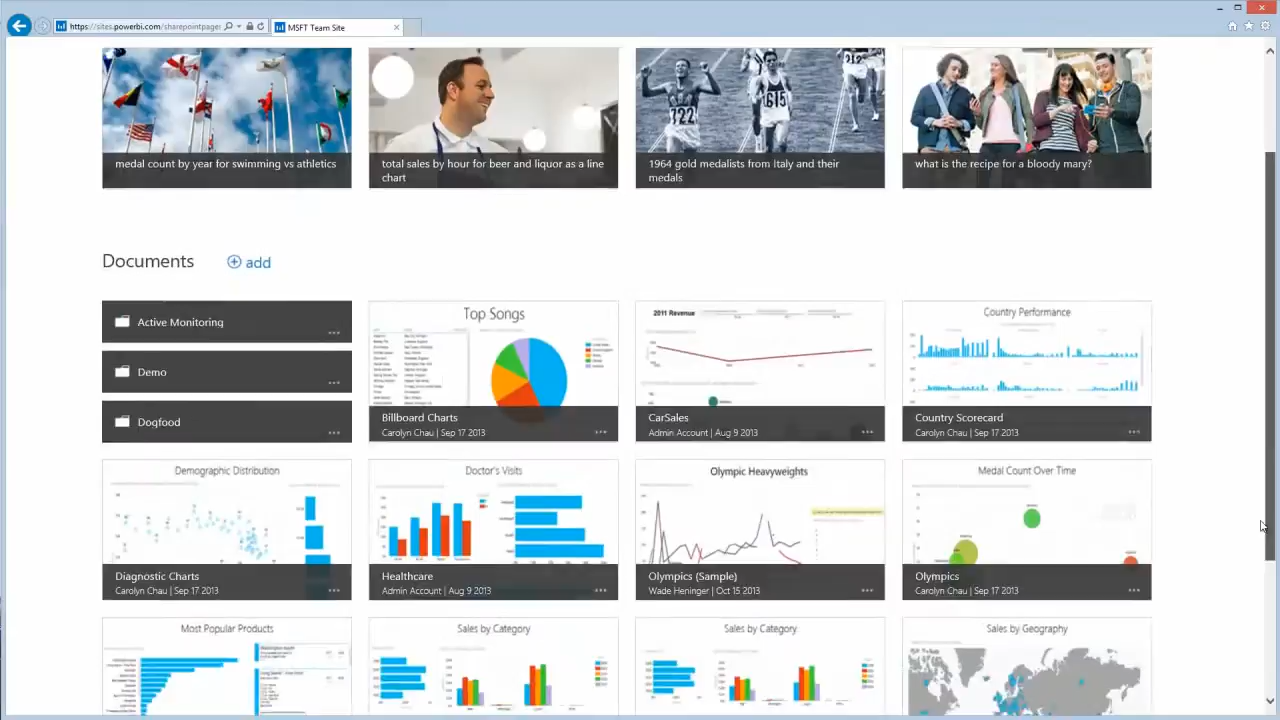 https://sites.powerbi.com/sharepointpages
MSFT Team Site
medal count by year for swimming vs athletics
total sales by hour for beer and liquor as a line
chart
1964 gold medalists from Italy and their
medals
722
615
what is the recipe for a bloody mary?
Documents
add
Active Monitoring
Demo
Dogfood
Top Songs
Billboard Charts
Carolyn Chau | Sep 17 2013
2011 Revenue
CarSales
Admin Account | Aug 9 2013
Country Performance
Country Scorecard
Carolyn Chau | Sep 17 2013
Demographic Distribution
Diagnostic Charts
Carolyn Chau | Sep 17 2013
Doctor's Visits
Healthcare
Admin Account | Aug 9 2013
Olympic Heavyweights
Olympics (Sample)
Wade Heninger | Oct 15 2013
Medal Count Over Time
Olympics
Carolyn Chau | Sep 17 2013
Most Popular Products
Sales by Category
Sales by Category
Sales by Geography